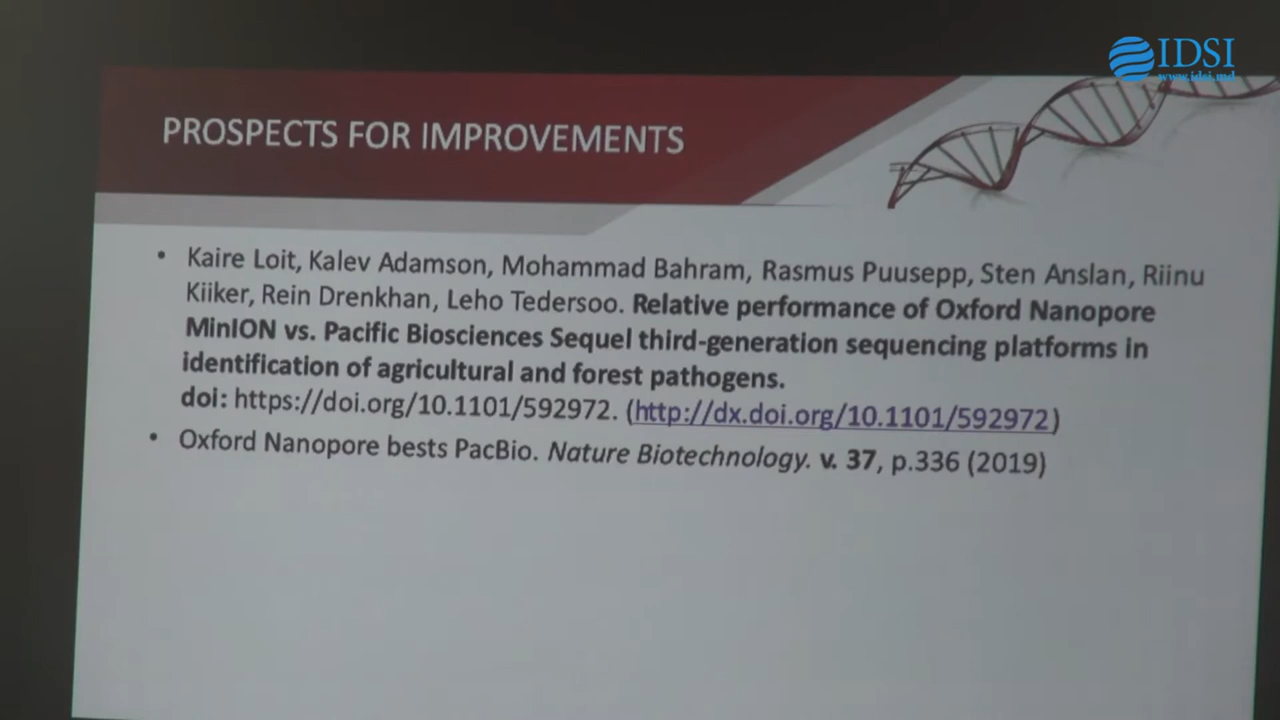 IDSI
www.idsi.md
PROSPECTS FOR IMPROVEMENTS
• Kaire Loit, Kalev Adamson, Mohammad Bahram, Rasmus Puusepp, Sten Anslan, Riinu
Kiiker, Rein Drenkhan, Leho Tedersoo. Relative performance of Oxford Nanopore
MinION vs. Pacific Biosciences Sequel third-generation sequencing platforms in
identification of agricultural and forest pathogens.
doi: https://doi.org/10.1101/592972. (http://dx.doi.org/10.1101/592972)
• Oxford Nanopore bests PacBio. Nature Biotechnology. v. 37, p.336 (2019)